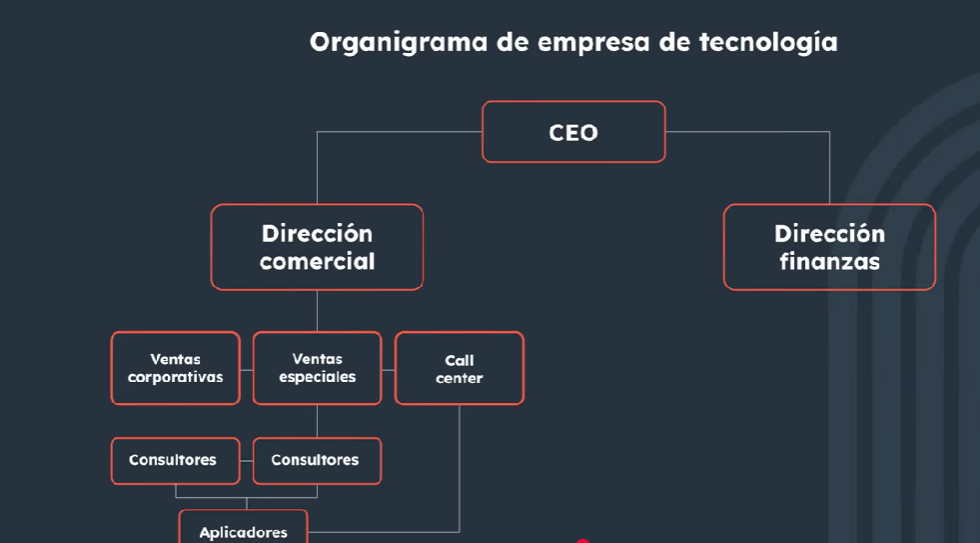 Organigrama de empresa de tecnología
CEO
Dirección
comercial
Dirección
finanzas
Ventas
corporativas
Ventas
especiales
Call
center
Consultores
Consultores
Aplicadores